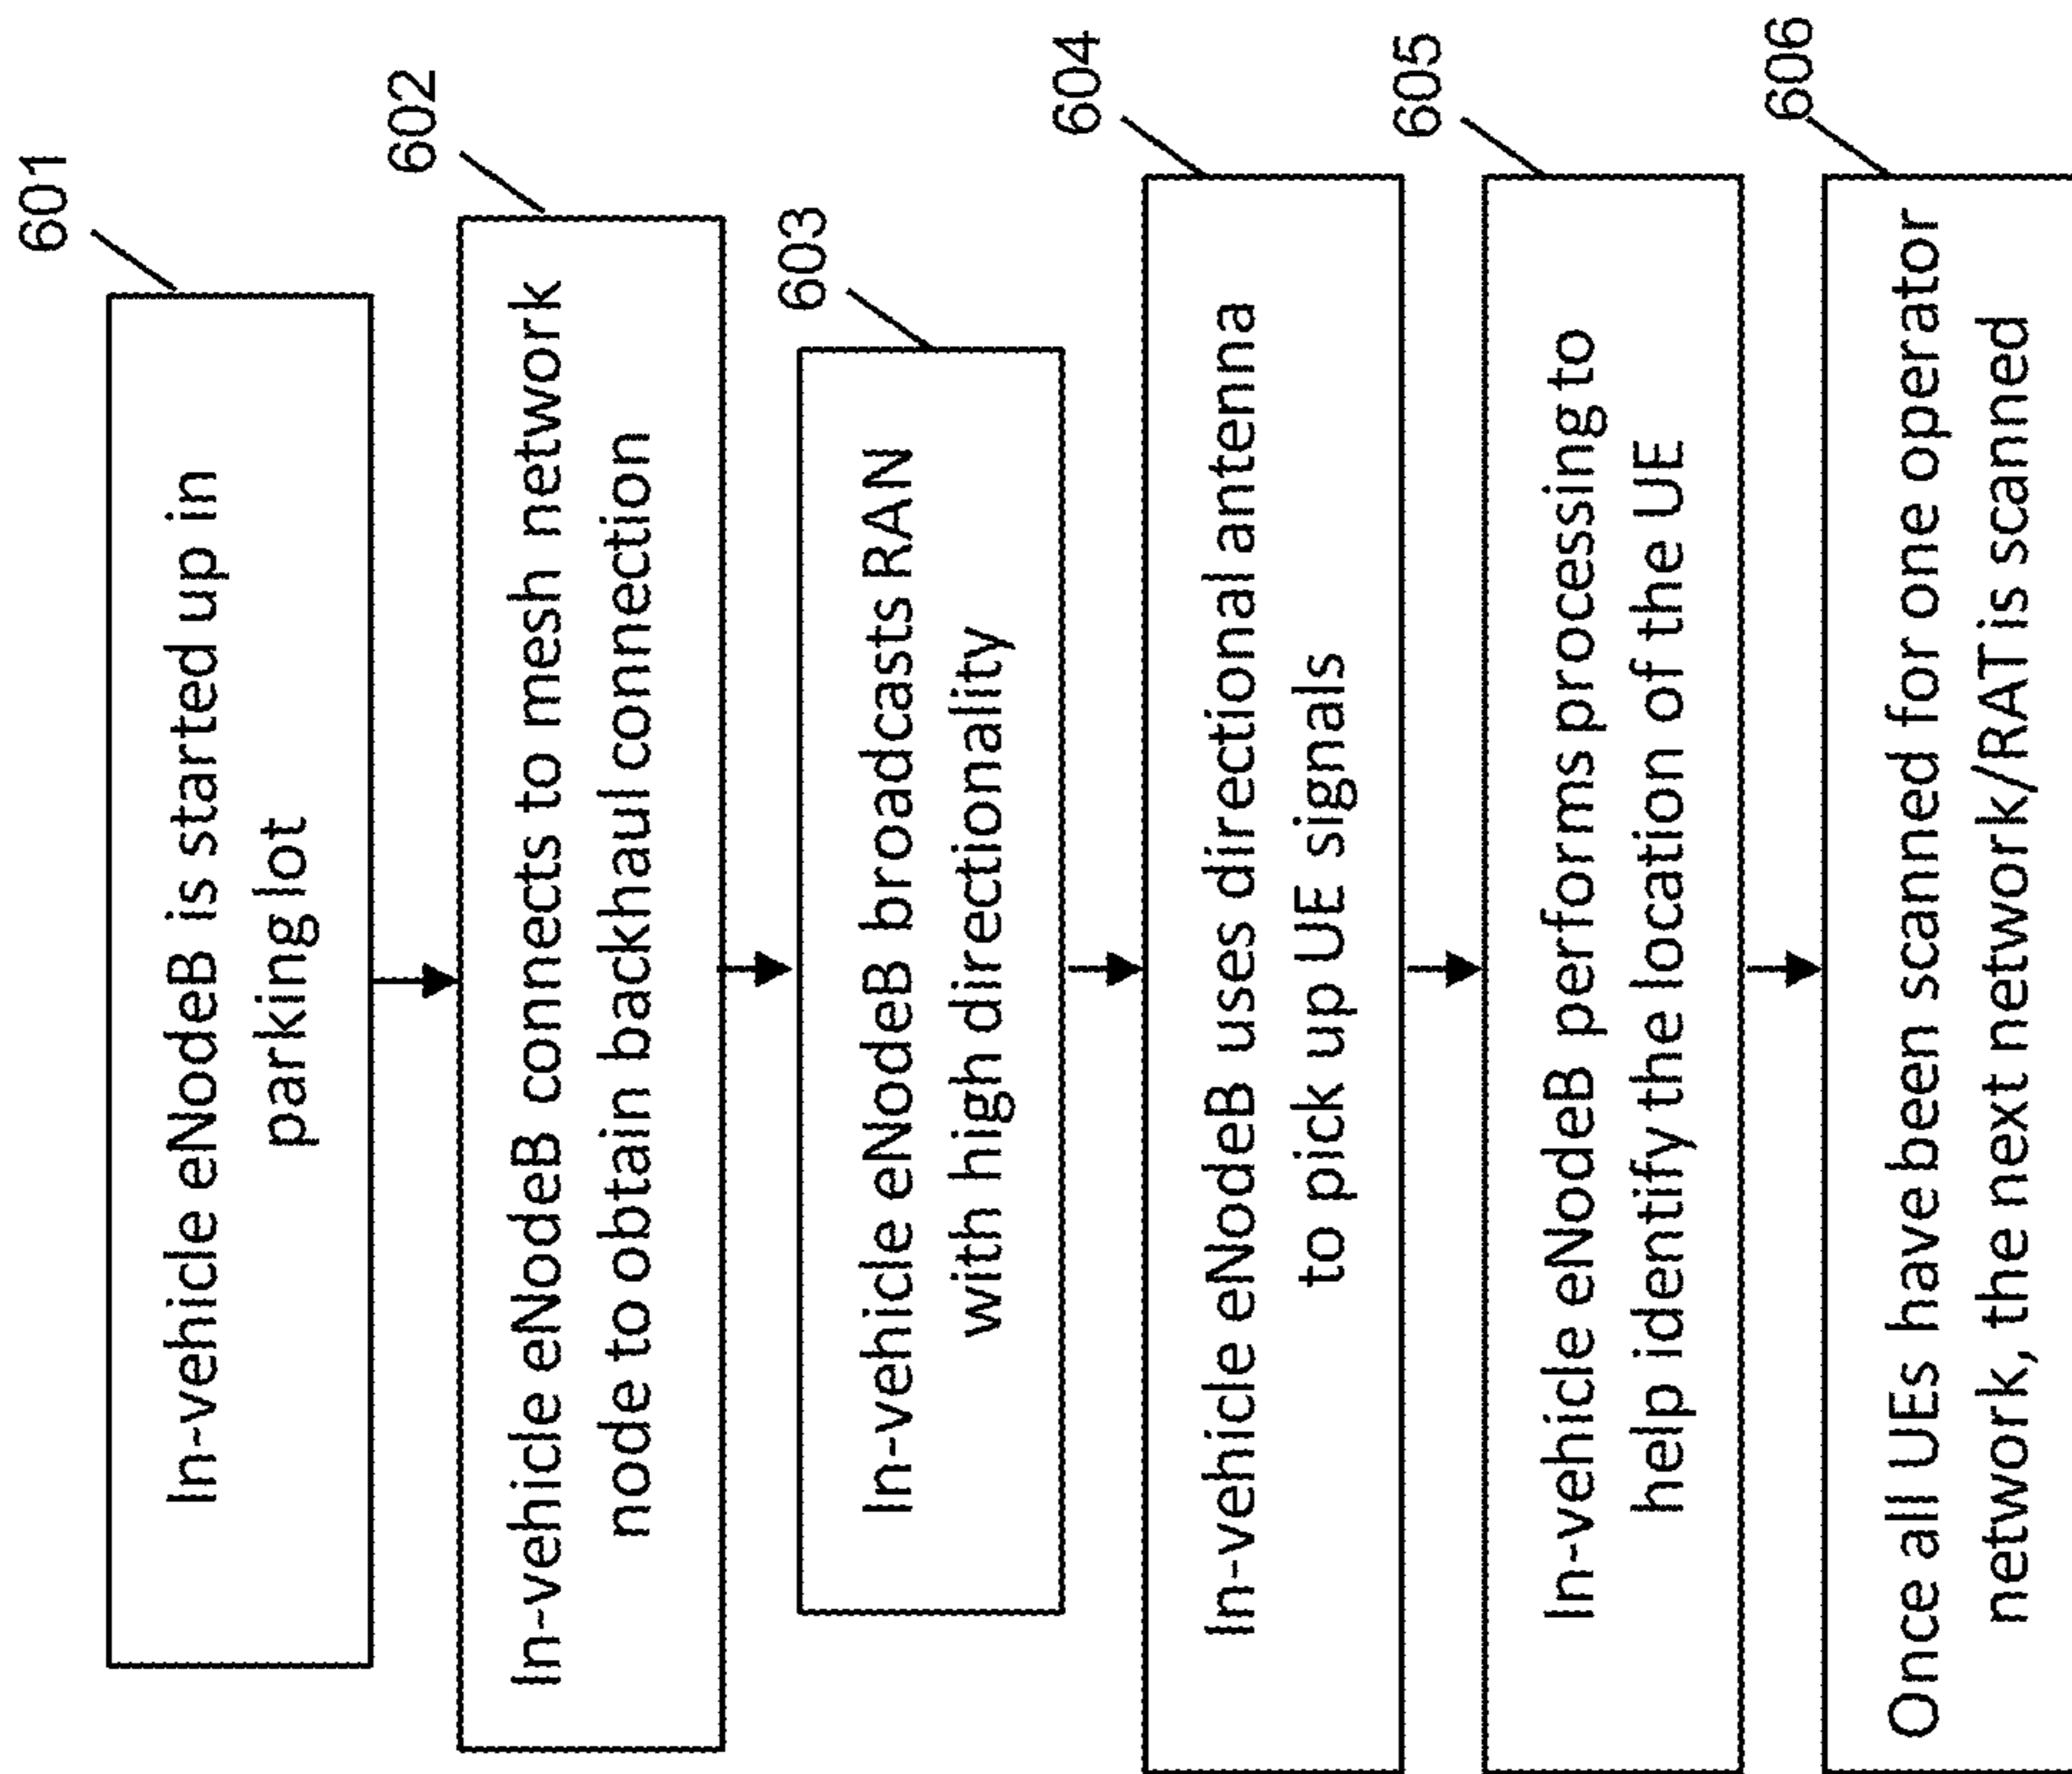 601
In-vehicle eNodeB is started up in
parking lot
602
In-vehicle eNodeB connects to mesh network
node to obtain backhaul connection
603
In-vehicle eNodeB broadcasts RAN
with high directionality
604
In-vehicle eNodeB uses directional antenna
to pick up UE signals
605
In-vehicle eNodeB performs processing to
help identify the location of the UE
606
Once all UEs have been scanned for one operator
network, the next network/RAT is scanned